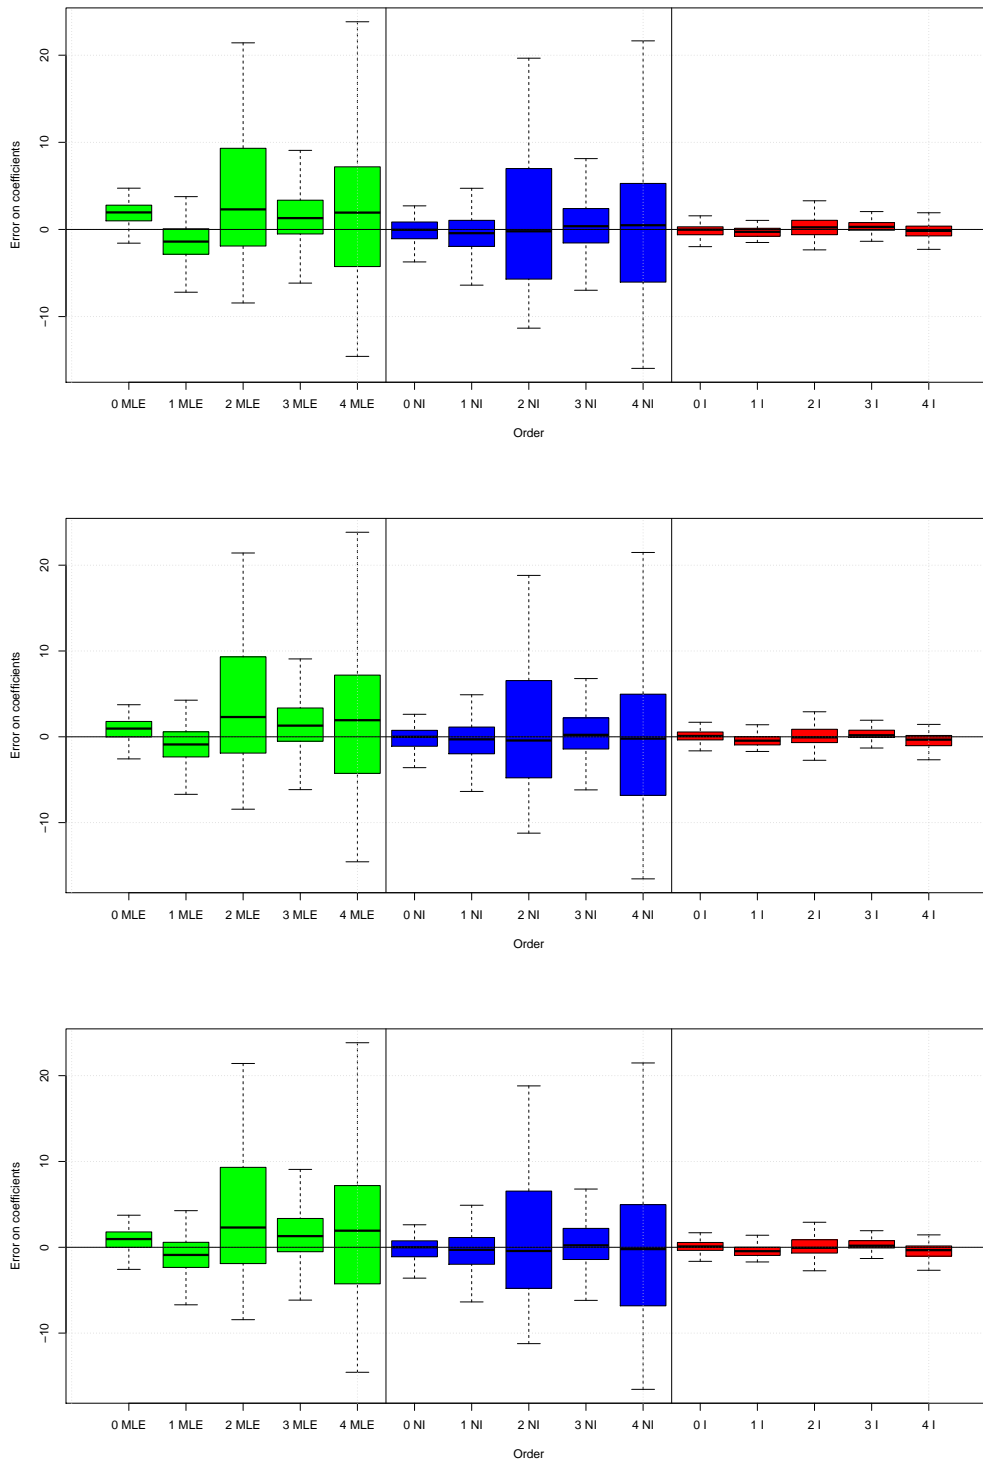 20
10
0
−10
Error on coefficients
0 MLE 1 MLE 2 MLE 3 MLE 4 MLE 0 NI 1 NI 2 NI 3 NI 4 NI 0 I 1 I 2 I 3 I 4 I
Order
20
10
0
−10
Error on coefficients
0 MLE 1 MLE 2 MLE 3 MLE 4 MLE 0 NI 1 NI 2 NI 3 NI 4 NI 0 I 1 I 2 I 3 I 4 I
Order
20
10
0
−10
Error on coefficients
0 MLE 1 MLE 2 MLE 3 MLE 4 MLE 0 NI 1 NI 2 NI 3 NI 4 NI 0 I 1 I 2 I 3 I 4 I
Order